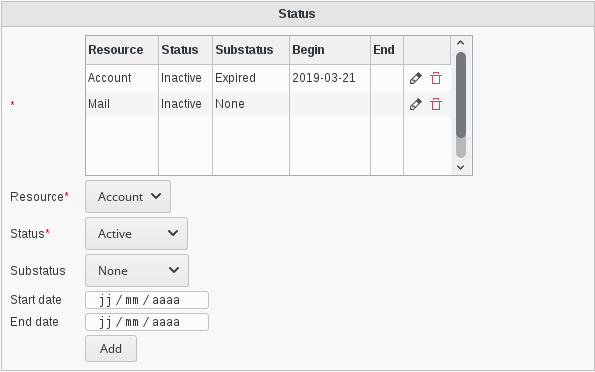 Status
Resource Status Substatus Begin End
Account Inactive Expired 2019-03-21
*
Mail Inactive None
Resource* Account
Status* Active
Substatus None
Start date jj / mm / aaaa
End date jj / mm / aaaa
Add